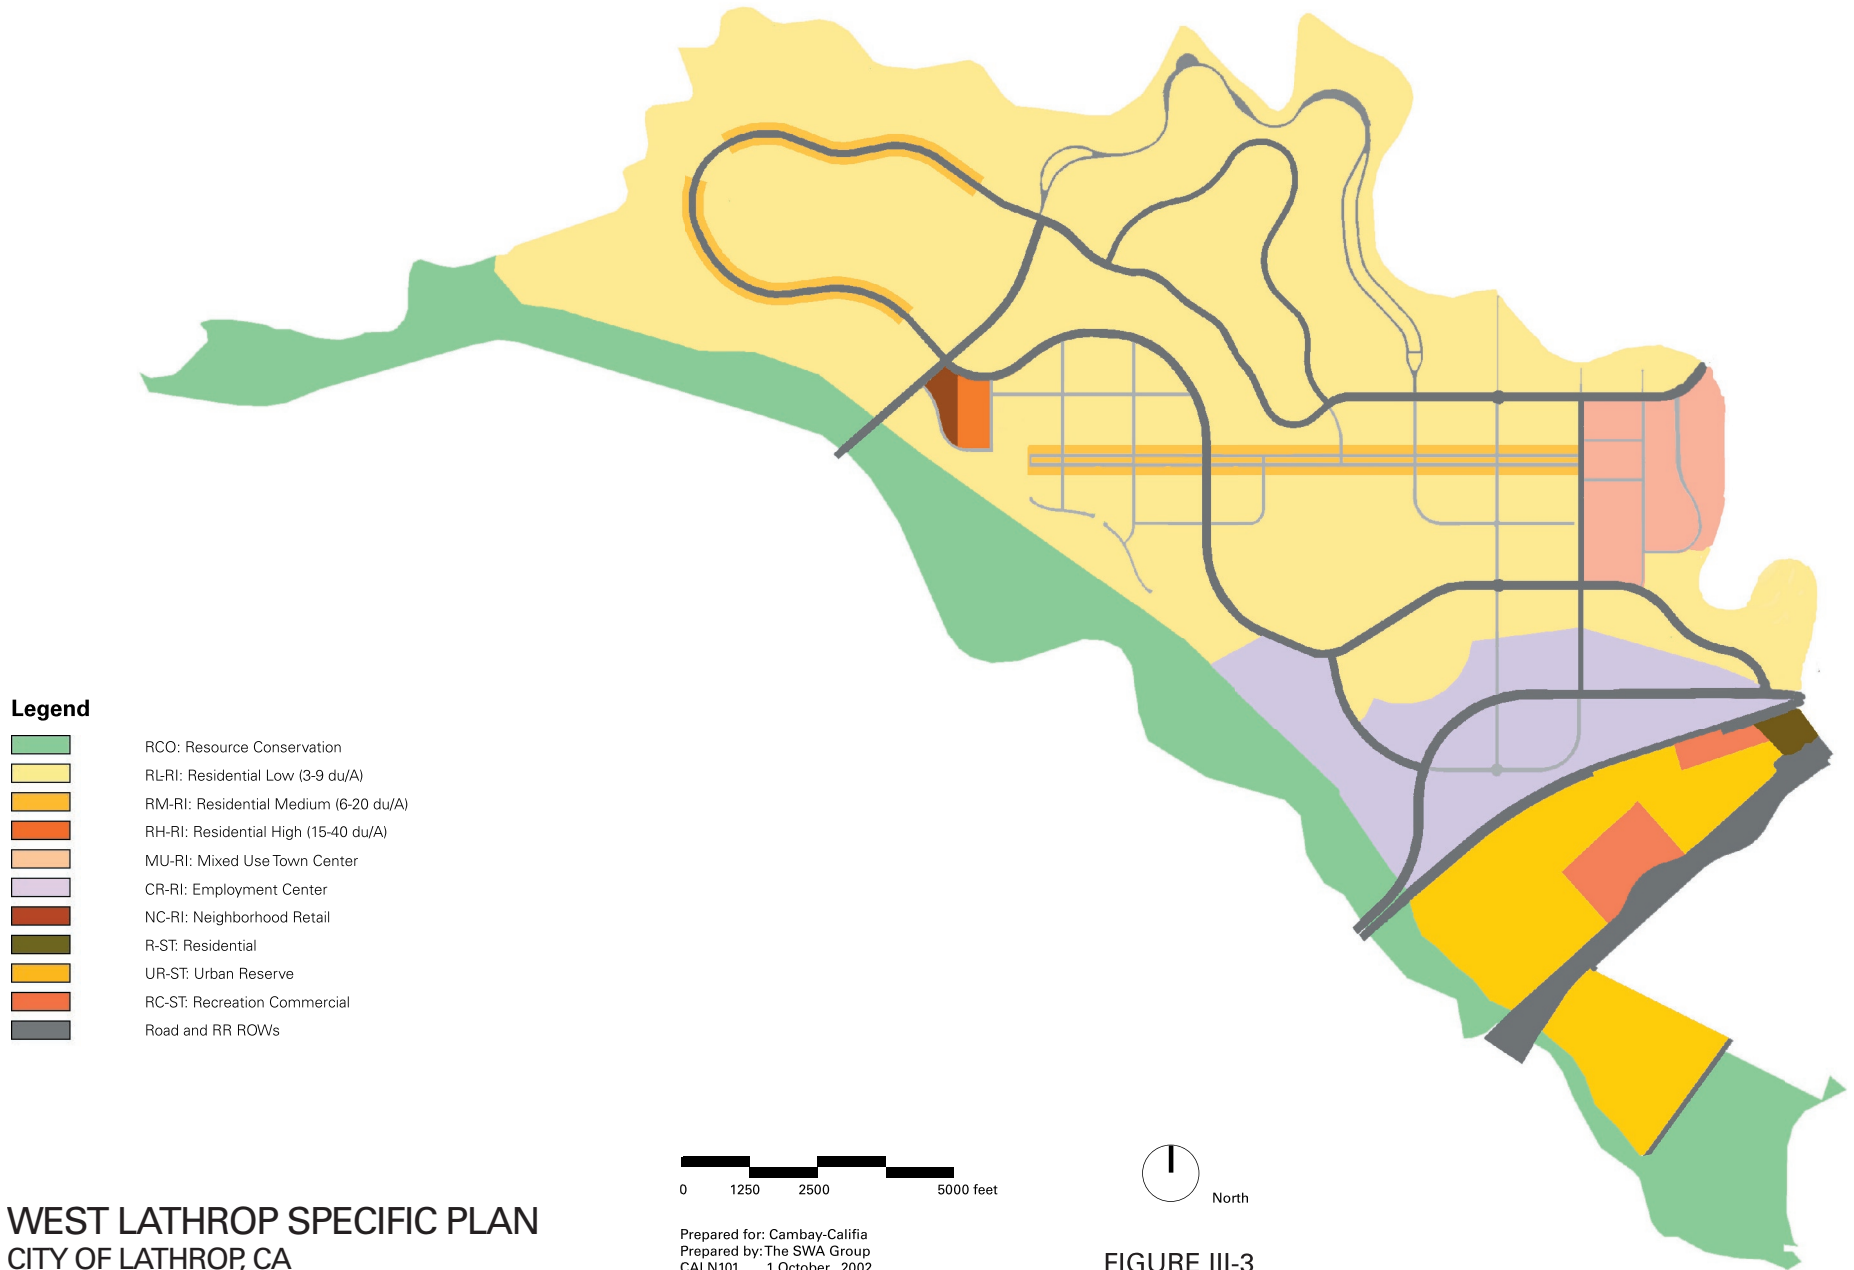 Legend
RCO: Resource Conservation
RL-RI: Residential Low (3-9 du/A)
RM-RI: Residential Medium (6-20 du/A)
RH-RI: Residential High (15-40 du/A)
MU-RI: Mixed Use Town Center
CR-RI: Employment Center
NC-RI: Neighborhood Retail
R-ST: Residential
UR-ST: Urban Reserve
RC-ST: Recreation Commercial
Road and RR ROWs
0 1250 2500 5000 feet
North
WEST LATHROP SPECIFIC PLAN
CITY OF LATHROP, CA
Prepared for: Cambay-Califia
Prepared by: The SWA Group
CALN101 1 October, 2002
FIGURE III-3